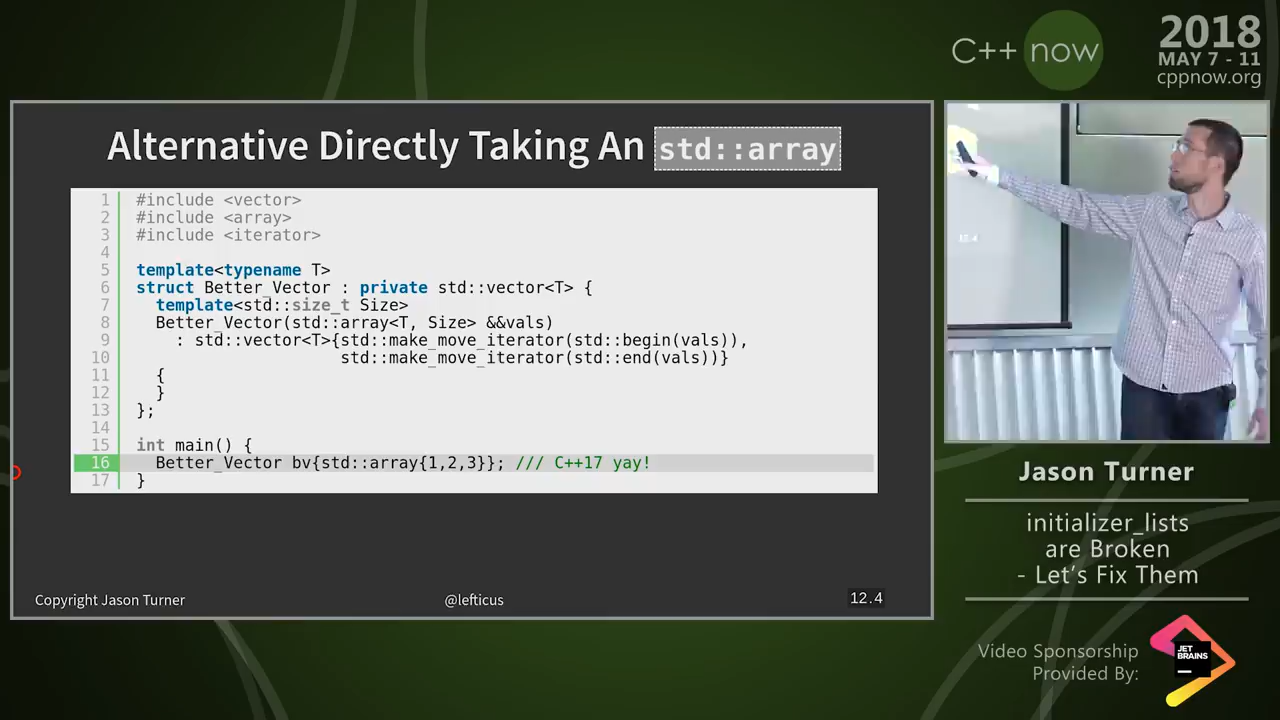 C++ now
2018
MAY 7 - 11
cppnow.org
Alternative Directly Taking An std::array
1 #include <vector>
2 #include <array>
3 #include <iterator>
4
5 template<typename T>
6 struct Better_Vector : private std::vector<T> {
7 template<std::size_t Size>
8 Better_Vector(std::array<T, Size> &&vals)
9 : std::vector<T>{std::make_move_iterator(std::begin(vals)),
10 std::make_move_iterator(std::end(vals))}
11 {
12 }
13 };
14
15 int main() {
16 Better_Vector bv{std::array{1,2,3}}; /// C++17 yay!
17 }
Copyright Jason Turner
@lefticus
12.4
12.4
Jason Turner
initializer_lists
are Broken
- Let's Fix Them
Video Sponsorship
Provided By:
JET
BRAINS